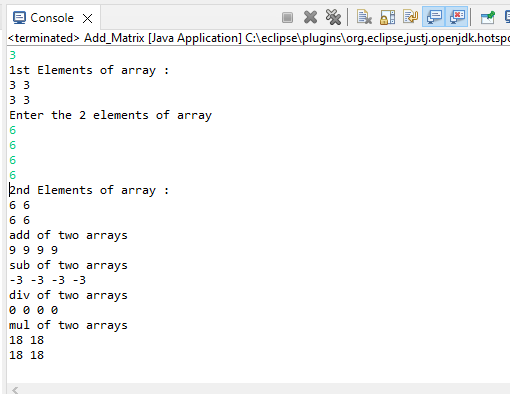 Console
<terminated> Add_Matrix [Java Application] C:\eclipse\plugins\org.eclipse.justj.openjdk.hotspo
3
1st Elements of array :
3 3
3 3
Enter the 2 elements of array
6
6
6
6
2nd Elements of array :
6 6
6 6
add of two arrays
9 9 9 9
sub of two arrays
-3 -3 -3 -3
div of two arrays
0 0 0 0
mul of two arrays
18 18
18 18